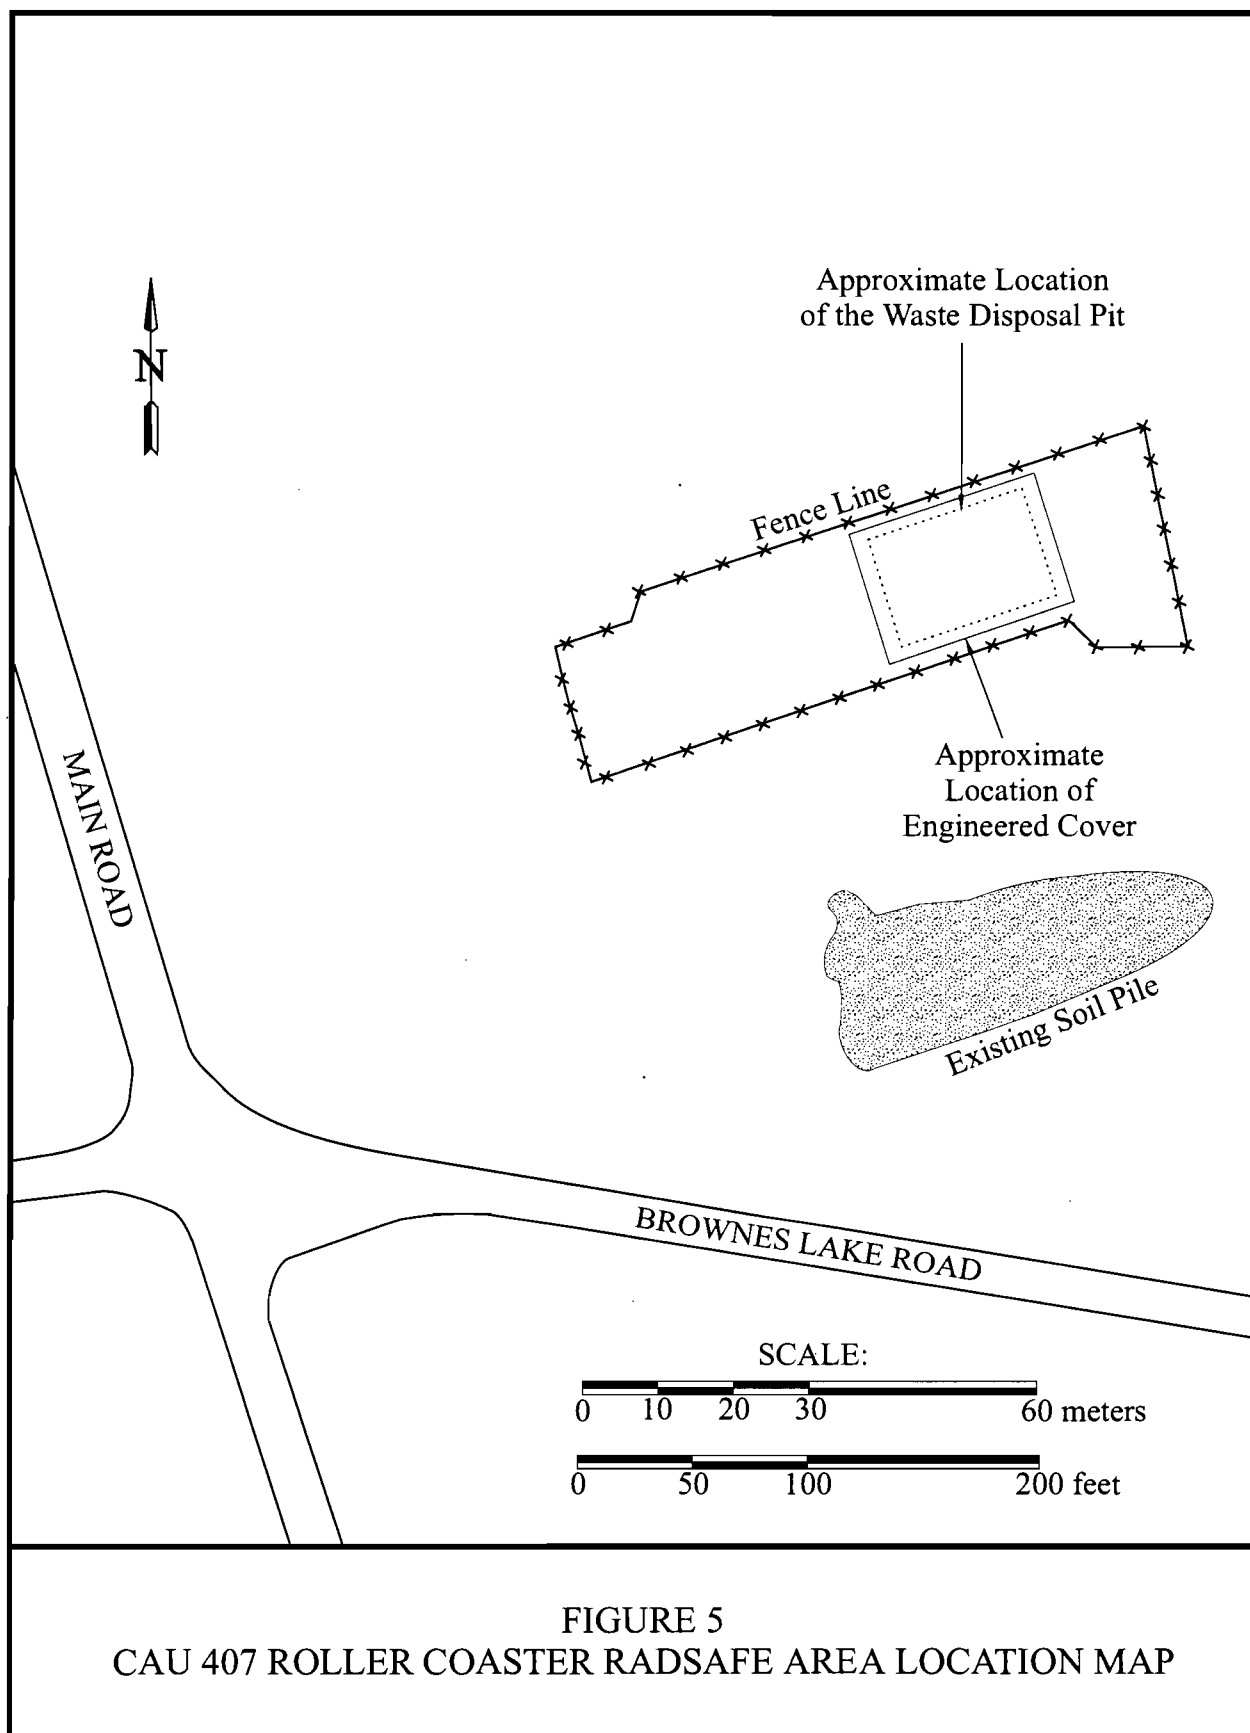 Approximate Location
of the Waste Disposal Pit
N
Fence Line
MAIN ROAD
Approximate
Location of
Engineered Cover
Existing Soil Pile
BROWNES LAKE ROAD
SCALE:
0 10 20 30 60 meters
0 50 100 200 feet
FIGURE 5
CAU 407 ROLLER COASTER RADSAFE AREA LOCATION MAP